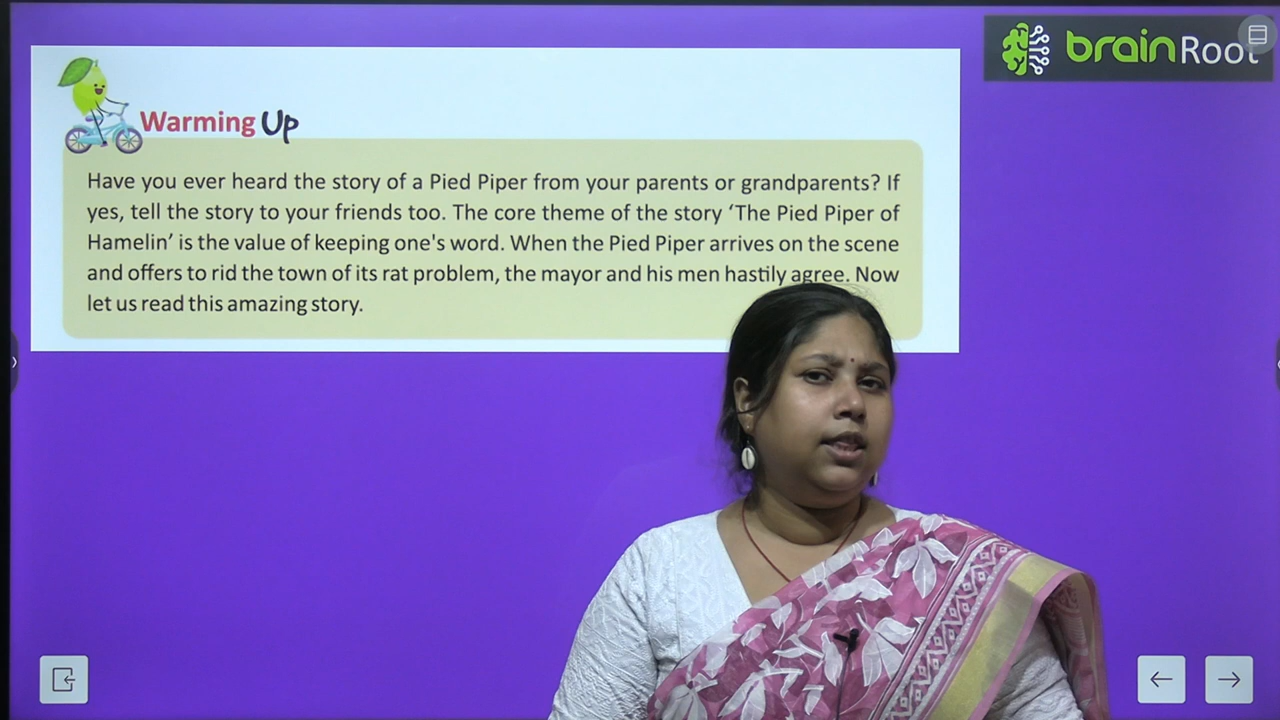 brainRoot
Warming Up
Have you ever heard the story of a Pied Piper from your parents or grandparents? If
yes, tell the story to your friends too. The core theme of the story ‘The Pied Piper of
Hamelin’ is the value of keeping one's word. When the Pied Piper arrives on the scene
and offers to rid the town of its rat problem, the mayor and his men hastily agree. Now
let us read this amazing story.